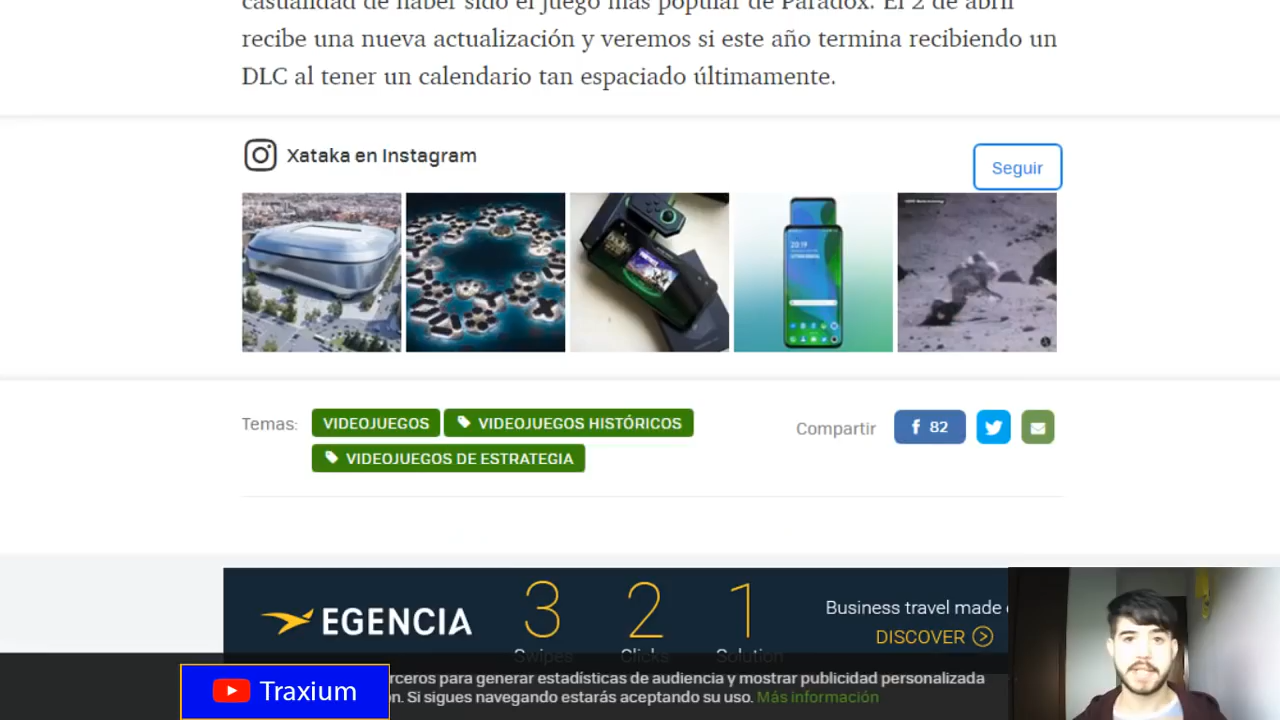 casualidad de haber sido el juego más popular de Paradox. El 2 de abril
recibe una nueva actualización y veremos si este año termina recibiendo un
DLC al tener un calendario tan espaciado últimamente.
Xataka en Instagram
Seguir
20:19
Temas:
VIDEOJUEGOS
VIDEOJUEGOS HISTÓRICOS
VIDEOJUEGOS DE ESTRATEGIA
Compartir
f 82
EGENCIA
3 2 1
Swipes Clicks Solution
Business travel made
DISCOVER
erceros para generar estadísticas de audiencia y mostrar publicidad personalizada
n. Si sigues navegando estarás aceptando su uso. Más información
Traxium